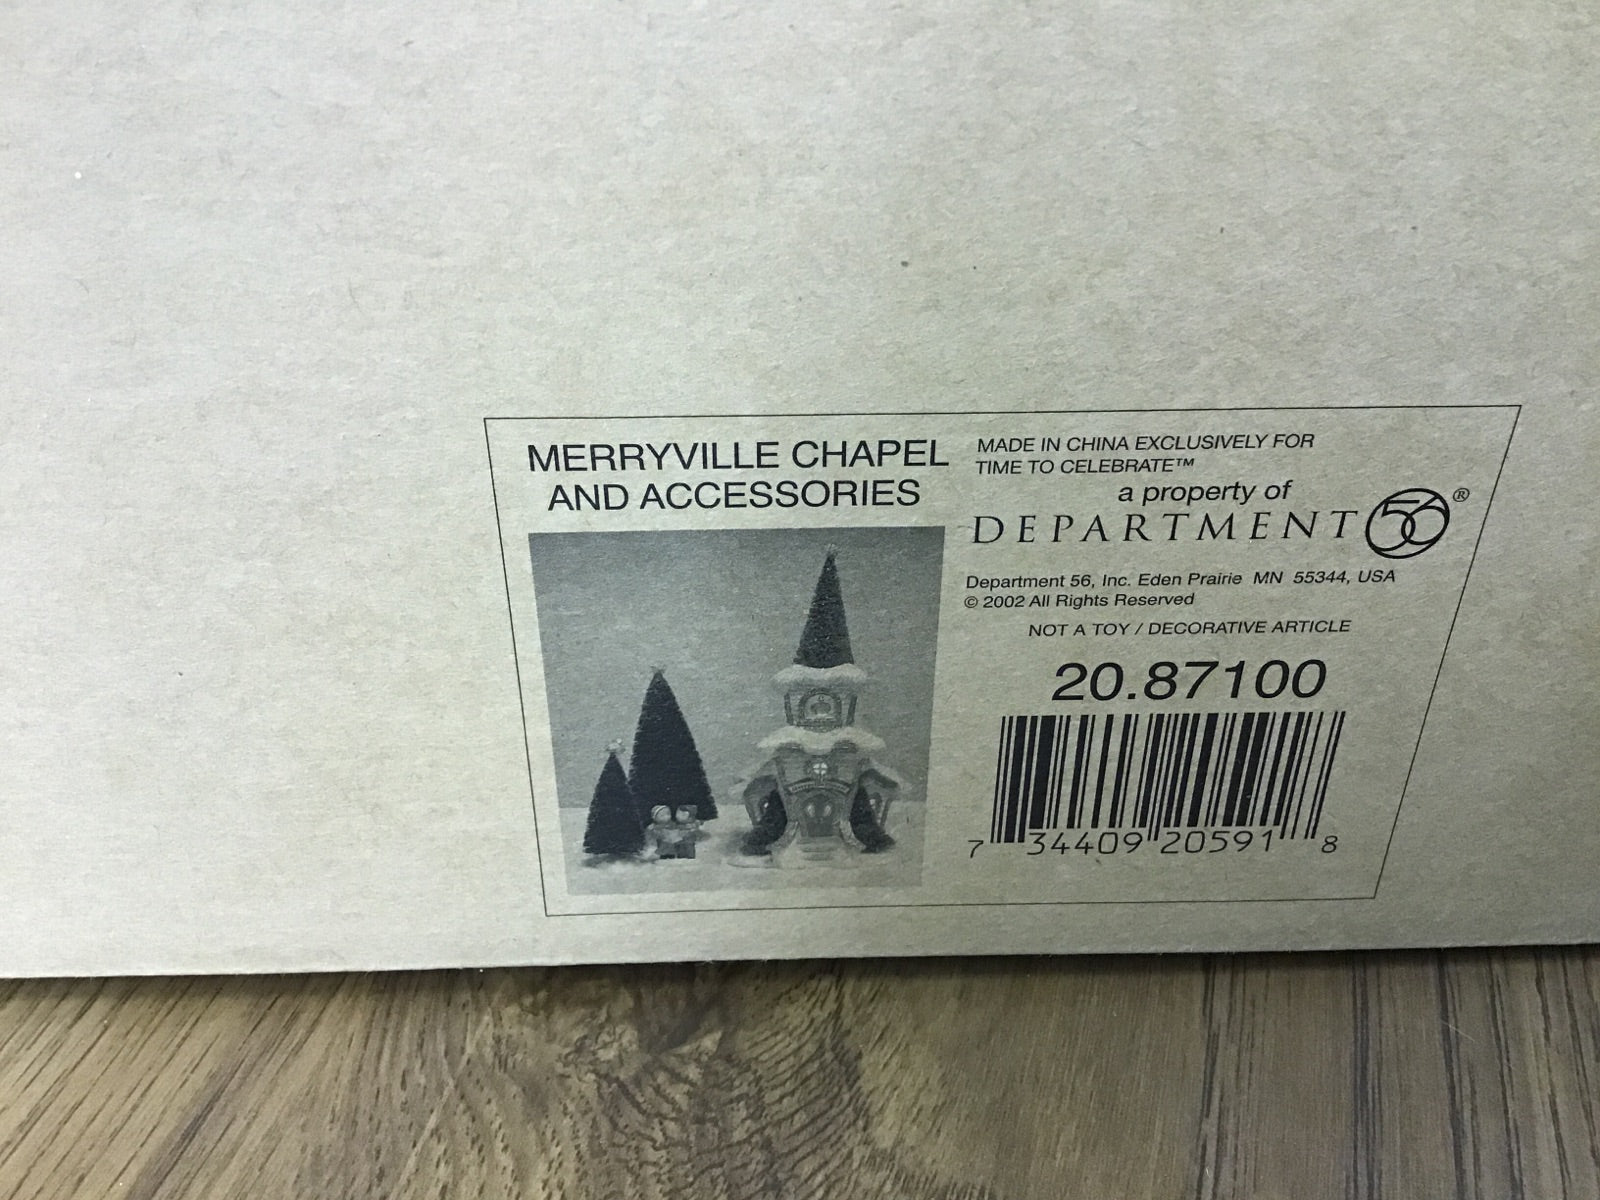 MERRYVILLE CHAPEL
AND ACCESSORIES
MADE IN CHINA EXCLUSIVELY FOR
TIME TO CELEBRATE™
a property of
DEPARTMENT 56®
Department 56, Inc. Eden Prairie MN 55344, USA
© 2002 All Rights Reserved
NOT A TOY / DECORATIVE ARTICLE
20.87100
7 34409 20591 8